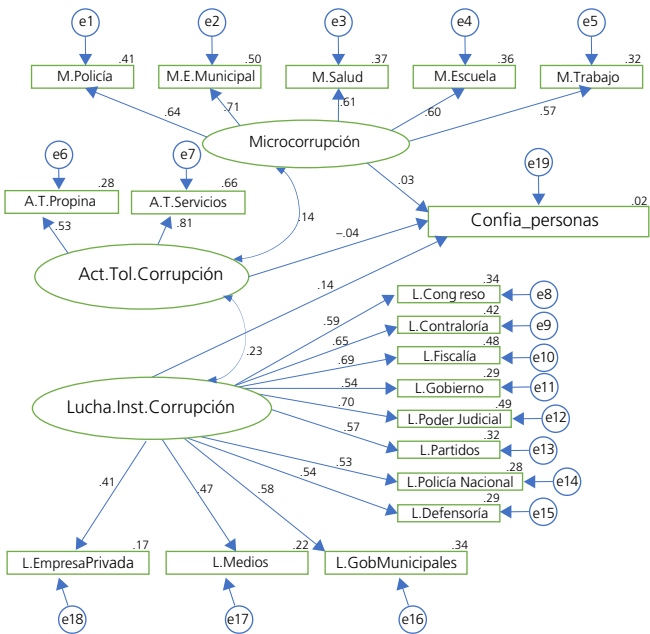 e1 e2 e3 e4 e5
.41 .50 .37 .36 .32
M.Policía M.E.Municipal M.Salud M.Escuela M.Trabajo
.64 .71 .61 .60 .57
Microcorrupción
e6 e7 e19
.03
.28 .66 .02
A.T.Propina A.T.Servicios Confia_personas
.53 .81 .14 –.04
Act.Tol.Corrupción
.14
.34
L.Congreso e8
.59
.42
L.Contraloría e9
.65
.48
L.Fiscalía e10
.23 .69
.29
L.Gobierno e11
.54
Lucha.Inst.Corrupción
.70
.49
L.Poder Judicial e12
.57
.32
L.Partidos e13
.53
.28
L.Policía Nacional e14
.54
.29
L.Defensoría e15
.41 .47 .58
.17 .22 .34
L.EmpresaPrivada L.Medios L.GobMunicipales
e18 e17 e16